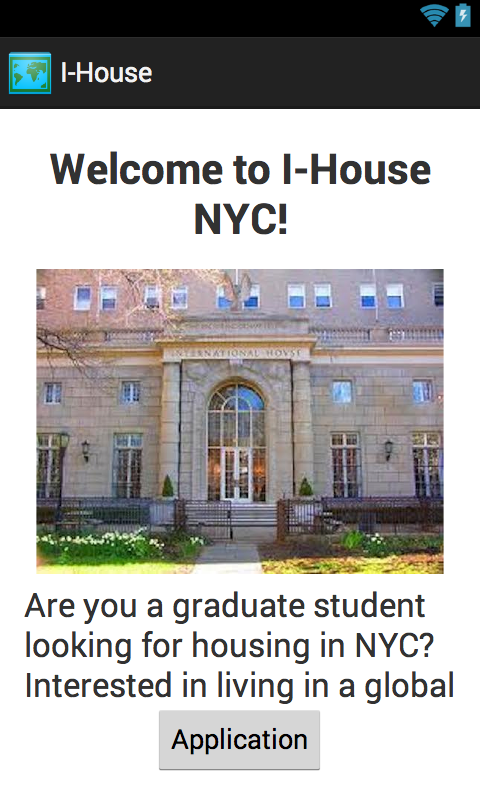 I-House
Welcome to I-House
NYC!
INTERNATIONAL HOVSE
Are you a graduate student
looking for housing in NYC?
Interested in living in a global
Application